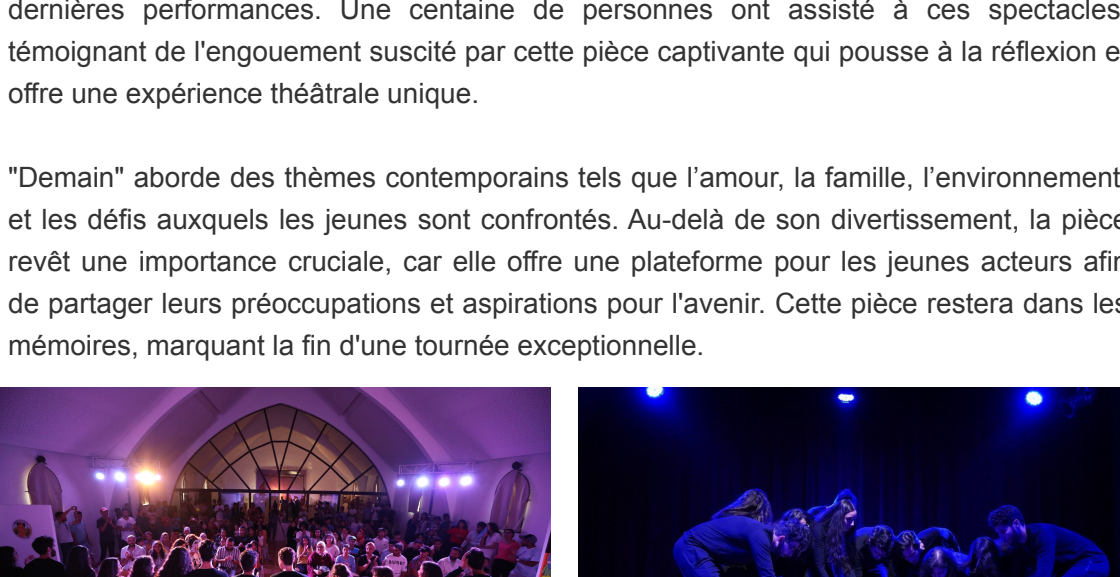 dernières performances. Une centaine de personnes ont assisté à ces spectacles
témoignant de l'engouement suscité par cette pièce captivante qui pousse à la réflexion e
offre une expérience théâtrale unique.
"Demain" aborde des thèmes contemporains tels que l’amour, la famille, l’environnement
et les défis auxquels les jeunes sont confrontés. Au-delà de son divertissement, la pièce
revêt une importance cruciale, car elle offre une plateforme pour les jeunes acteurs afin
de partager leurs préoccupations et aspirations pour l'avenir. Cette pièce restera dans les
mémoires, marquant la fin d'une tournée exceptionnelle.